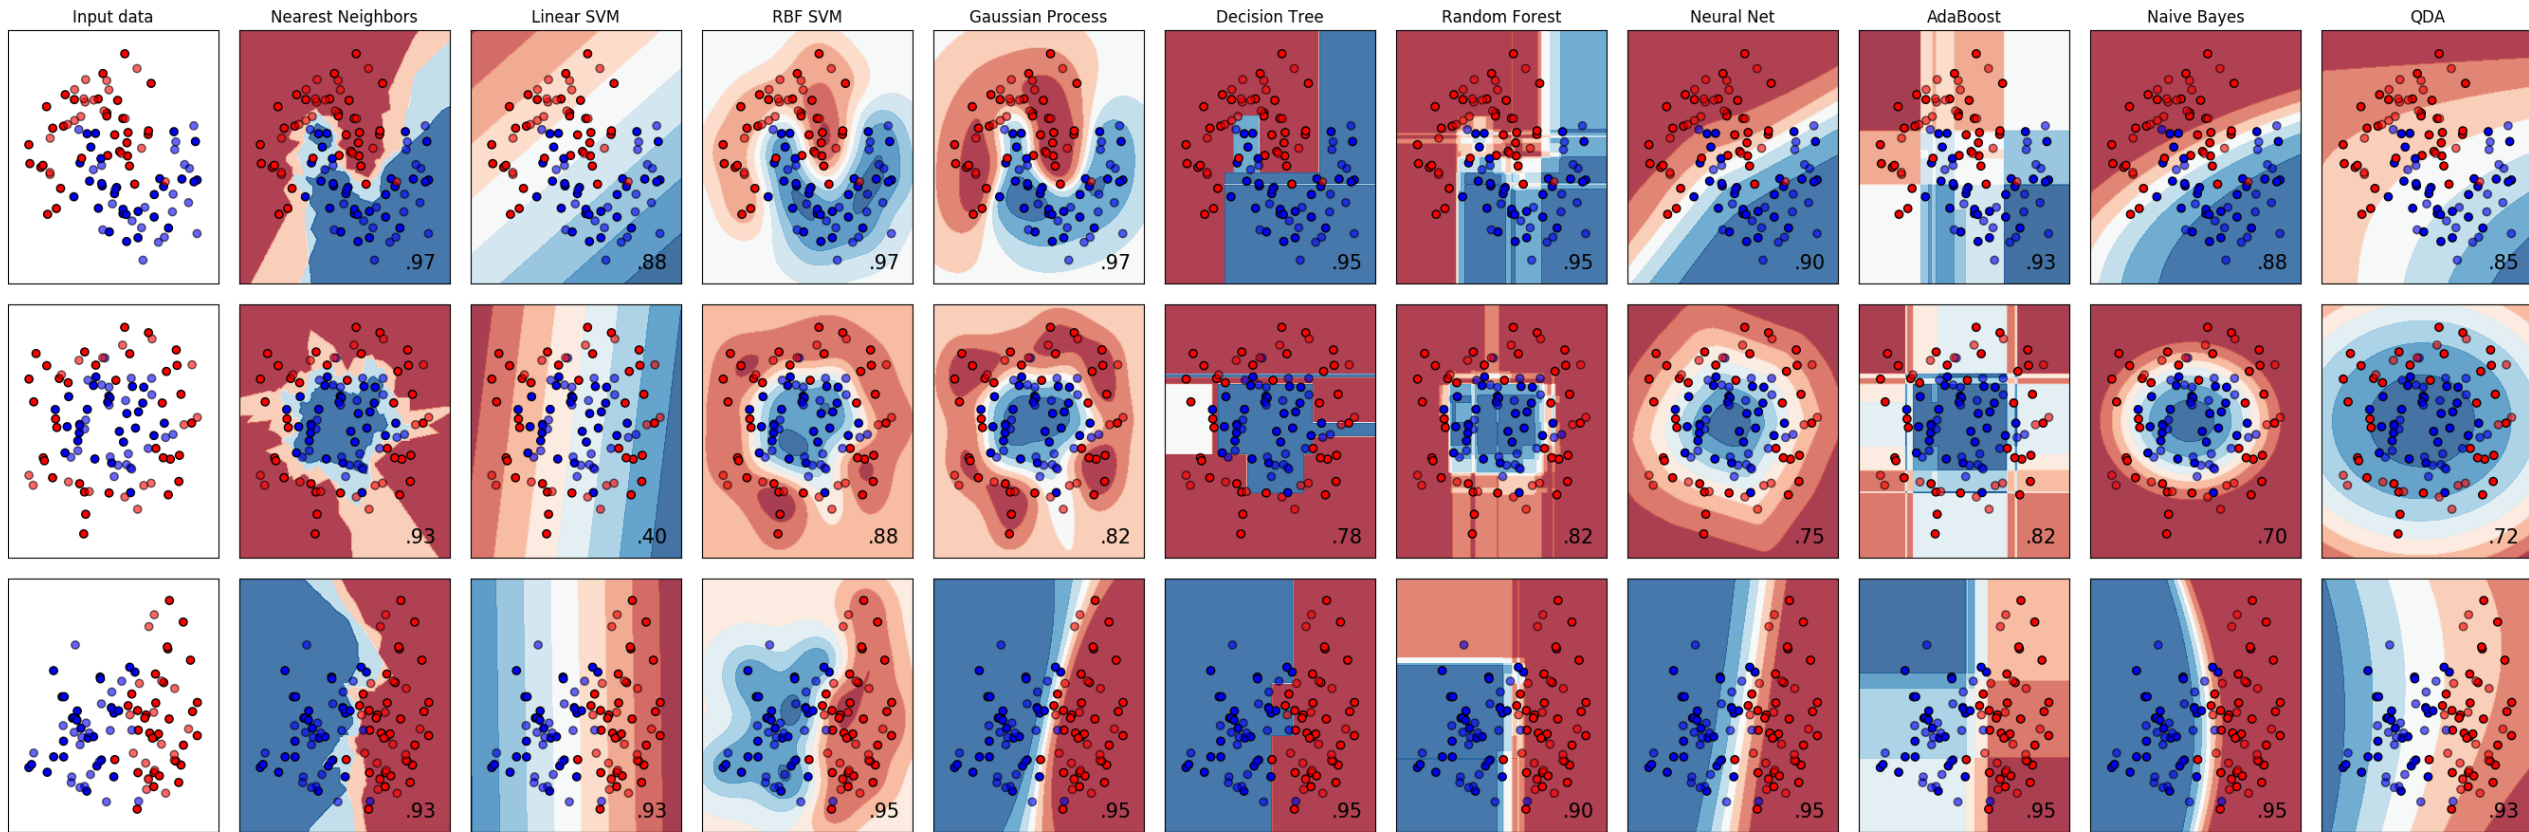 Input data
Nearest Neighbors
Linear SVM
RBF SVM
Gaussian Process
Decision Tree
Random Forest
Neural Net
AdaBoost
Naive Bayes
QDA
.97
.88
.97
.97
.95
.95
.90
.93
.88
.85
.93
.40
.88
.82
.78
.82
.75
.82
.70
.72
.93
.93
.95
.95
.95
.90
.95
.95
.95
.93